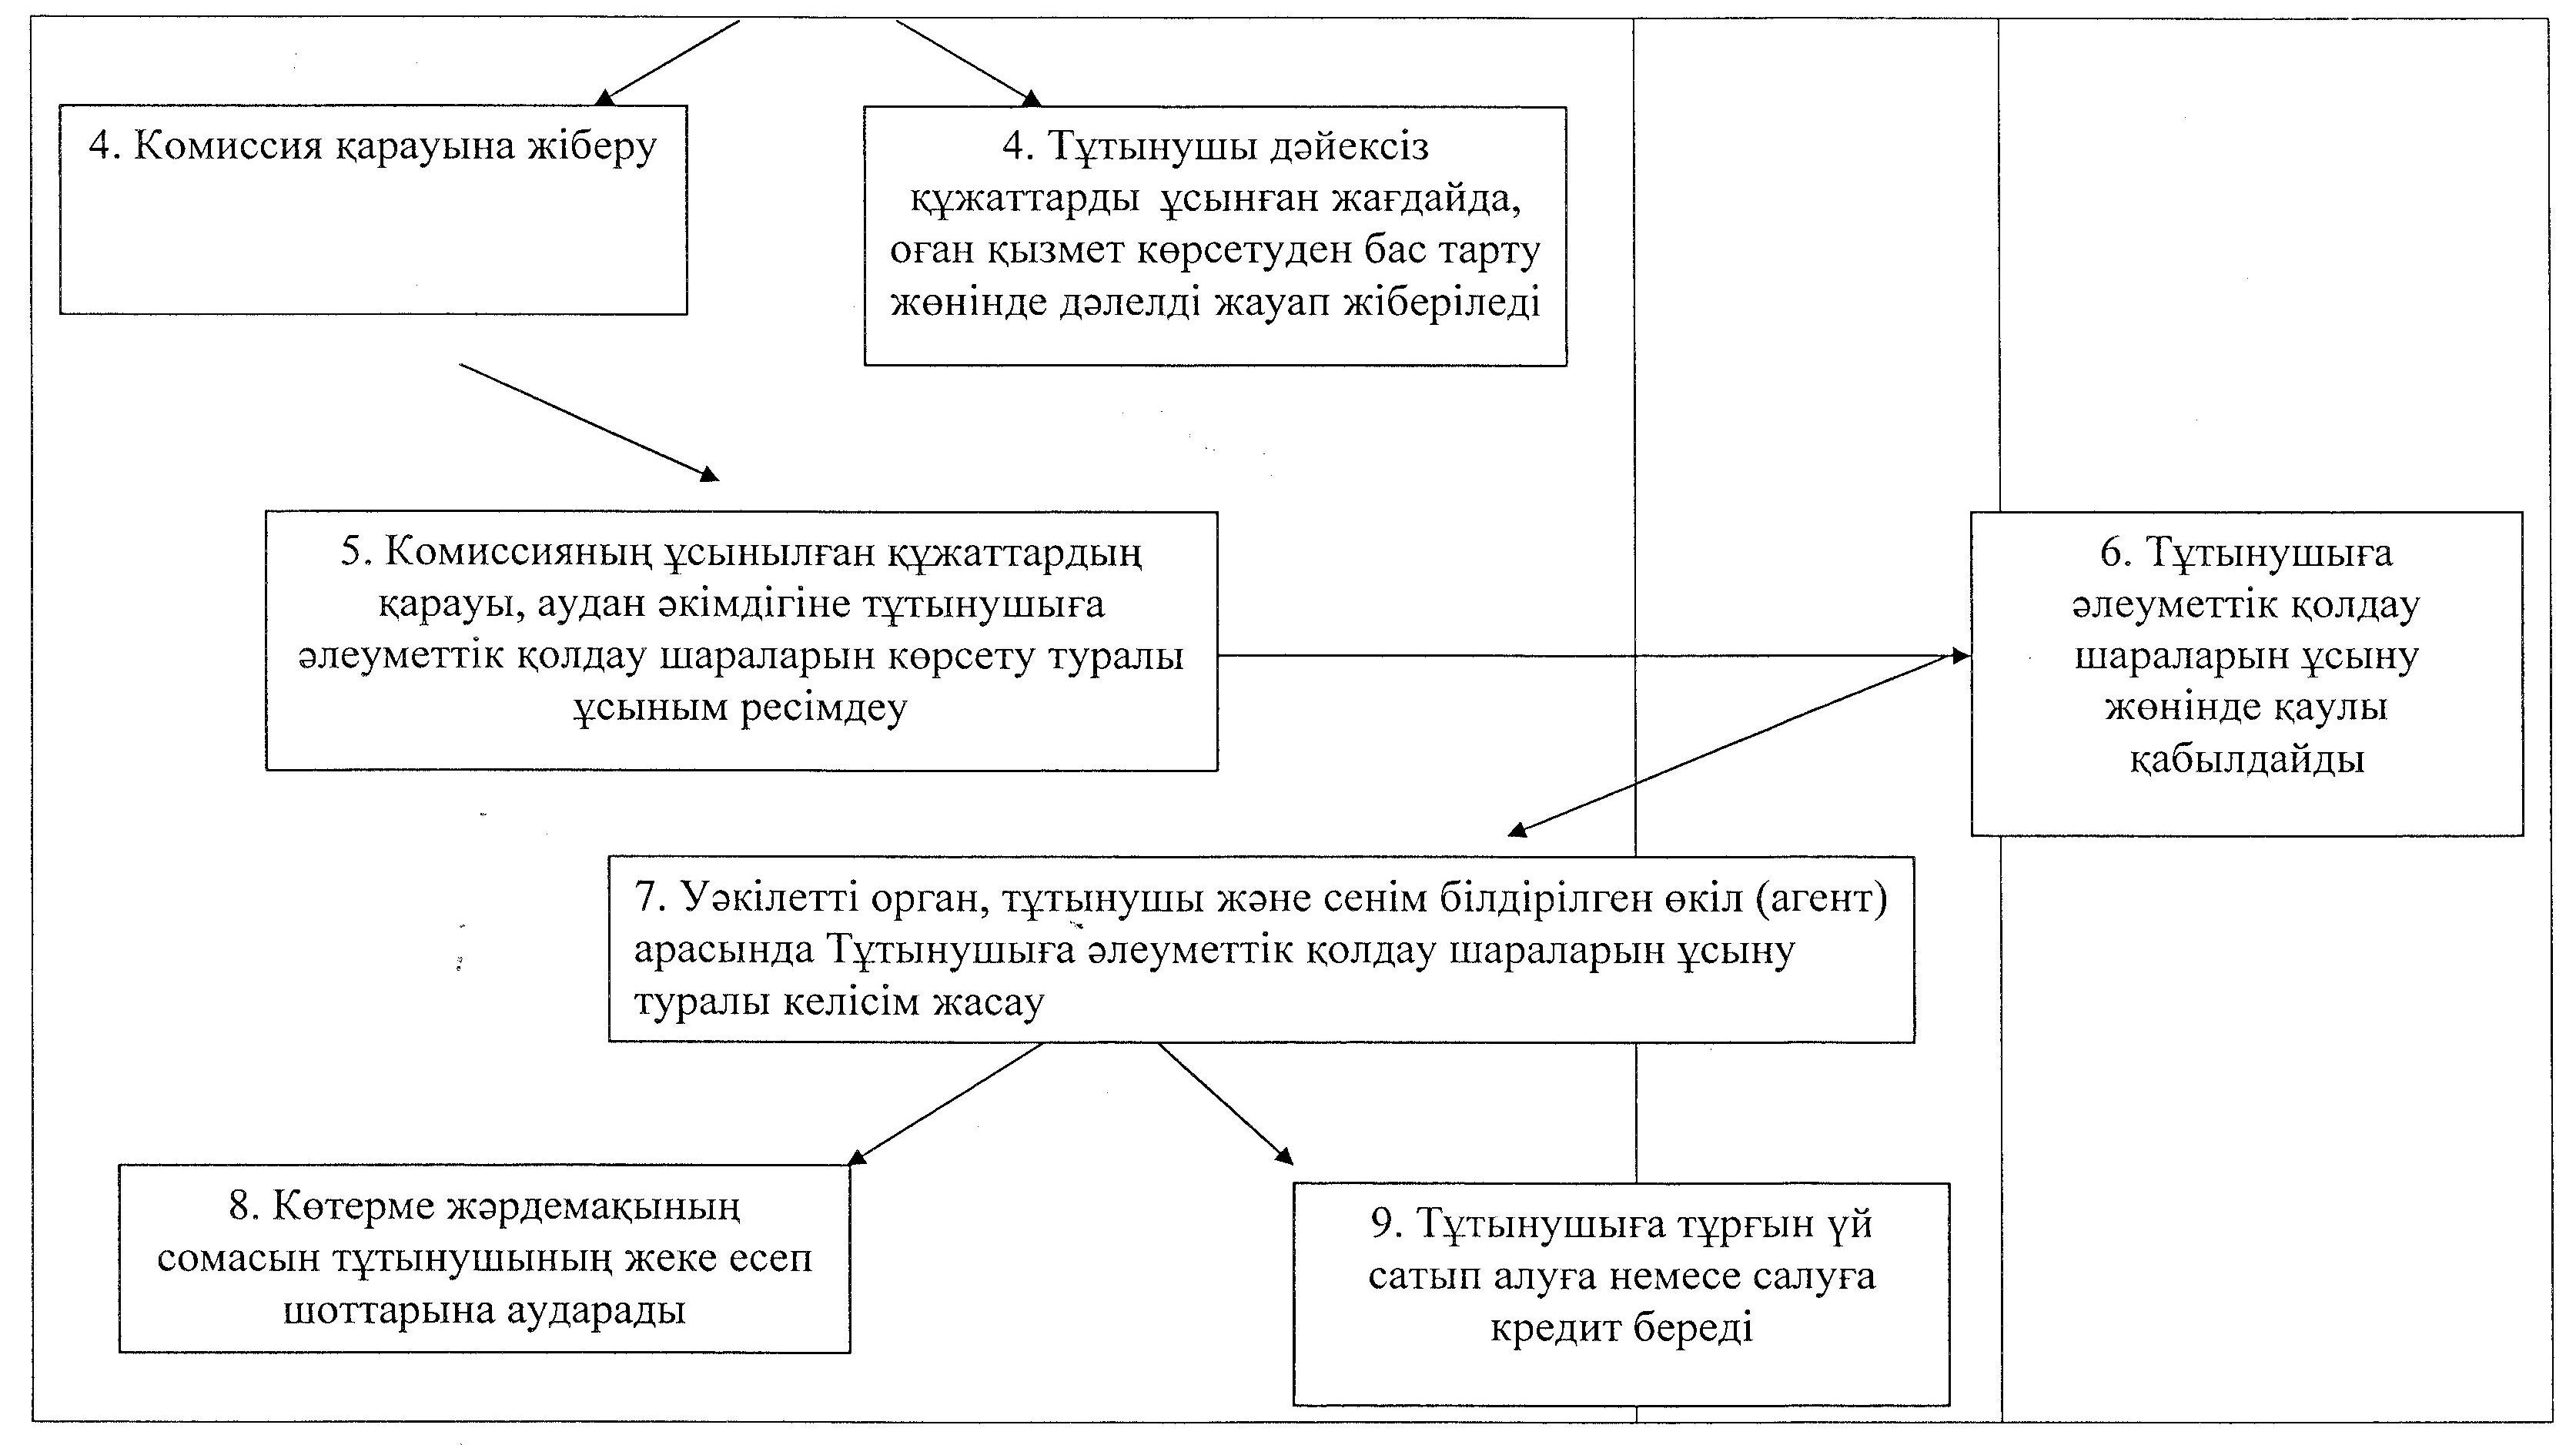 4. Комиссия қарауына жіберу
4. Тұтынушы дәйексіз
құжаттарды ұсынған жағдайда,
оған қызмет көрсетуден бас тарту
жөнінде дәлелді жауап жіберіледі
5. Комиссияның ұсынылған құжаттардың
қарауы, аудан әкімдігіне тұтынушыға
әлеуметтік қолдау шараларын көрсету туралы
ұсыным ресімдеу
6. Тұтынушыға
әлеуметтік қолдау
шараларын ұсыну
жөнінде қаулы
қабылдайды
7. Уәкілетті орган, тұтынушы және сенім білдірілген өкіл (агент)
арасында Тұтынушыға әлеуметтік қолдау шараларын ұсыну
туралы келісім жасау
8. Көтерме жәрдемақының
сомасын тұтынушының жеке есеп
шоттарына аударады
9. Тұтынушыға тұрғын үй
сатып алуға немесе салуға
кредит береді